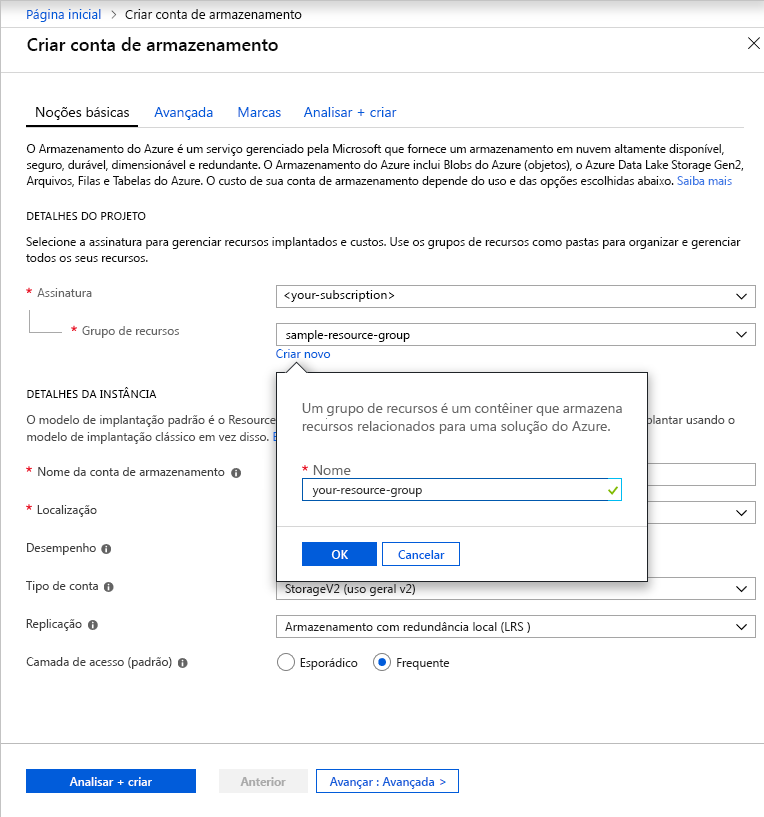 Página inicial > Criar conta de armazenamento
Criar conta de armazenamento
Noções básicas Avançada Marcas Analisar + criar
O Armazenamento do Azure é um serviço gerenciado pela Microsoft que fornece um armazenamento em nuvem altamente disponível,
seguro, durável, dimensionável e redundante. O Armazenamento do Azure inclui Blobs do Azure (objetos), o Azure Data Lake Storage Gen2,
Arquivos, Filas e Tabelas do Azure. O custo de sua conta de armazenamento depende do uso e das opções escolhidas abaixo. Saiba mais
DETALHES DO PROJETO
Selecione a assinatura para gerenciar recursos implantados e custos. Use os grupos de recursos como pastas para organizar e gerenciar
todos os seus recursos.
* Assinatura <your-subscription>
* Grupo de recursos sample-resource-group
Criar novo
DETALHES DA INSTÂNCIA
O modelo de implantação padrão é o Resource plantar usando o
modelo de implantação clássico em vez disso.
Um grupo de recursos é um contêiner que armazena
recursos relacionados para uma solução do Azure.
* Nome
your-resource-group
OK Cancelar
* Nome da conta de armazenamento
* Localização
Desempenho
Tipo de conta StorageV2 (uso geral v2)
Replicação Armazenamento com redundância local (LRS )
Camada de acesso (padrão) Esporádico Frequente
Analisar + criar Anterior Avançar : Avançada >